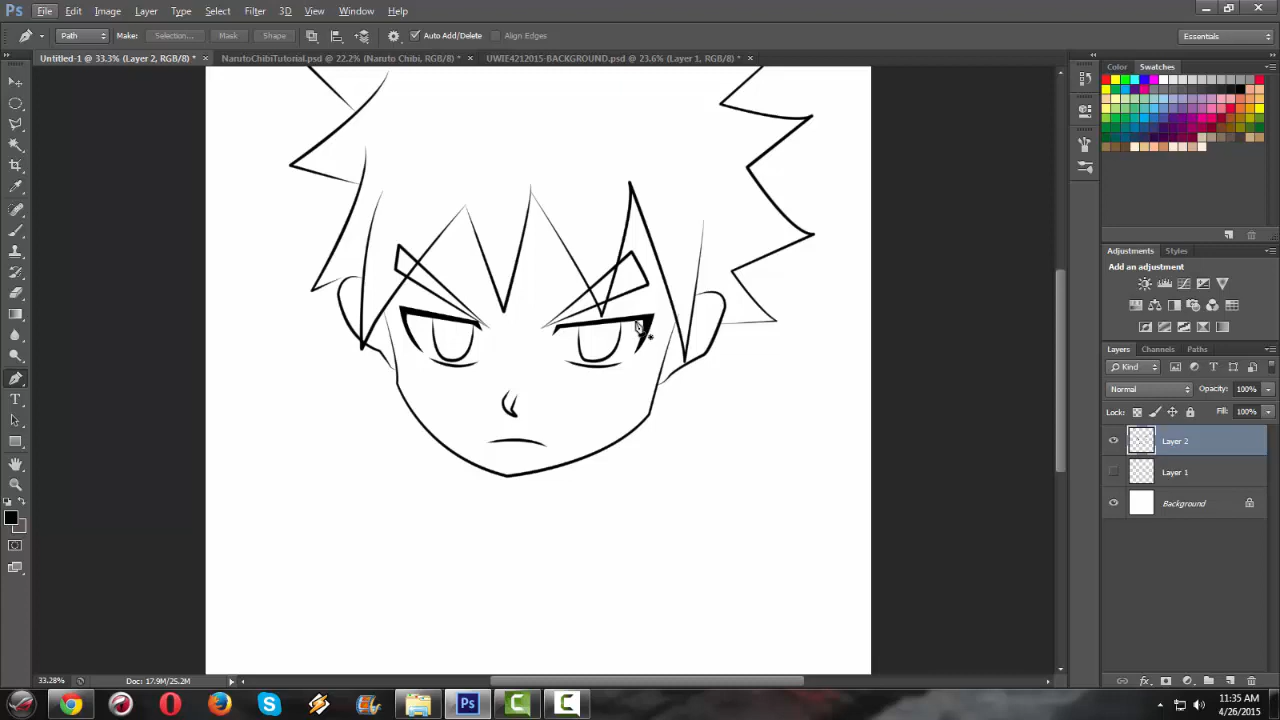 Ps File Edit Image Layer Type Select Filter 3D View Window Help
Path Make: Selection... Mask Shape Auto Add/Delete Align Edges Essentials
Untitled-1 @ 33.3% (Layer 2, RGB/8) * × NarutoChibiTutorial.psd @ 22.2% (Naruto Chibi, RGB/8) * × UWIE4212015-BACKGROUND.psd @ 23.6% (Layer 1, RGB/8) * ×
Color Swatches
Adjustments Styles
Add an adjustment
Layers Channels Paths
Kind
Normal Opacity: 100%
Lock: Fill: 100%
Layer 2
Layer 1
Background
33.28% Doc: 17.9M/25.2M
11:35 AM
4/26/2015